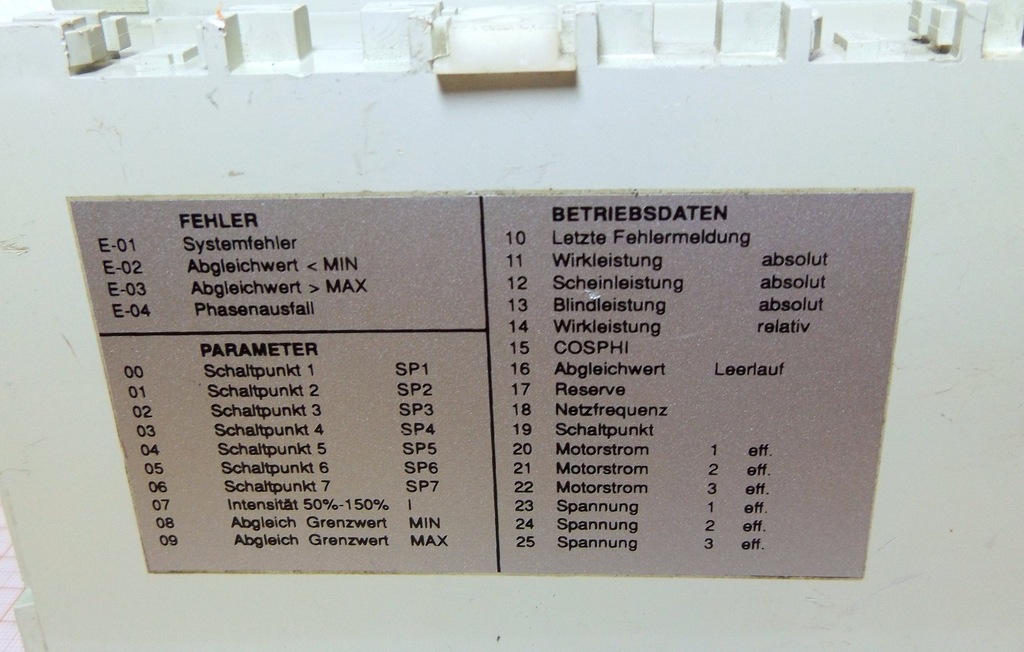 FEHLER
E-01 Systemfehler
E-02 Abgleichwert < MIN
E-03 Abgleichwert > MAX
E-04 Phasenausfall
PARAMETER
00 Schaltpunkt 1 SP1
01 Schaltpunkt 2 SP2
02 Schaltpunkt 3 SP3
03 Schaltpunkt 4 SP4
04 Schaltpunkt 5 SP5
05 Schaltpunkt 6 SP6
06 Schaltpunkt 7 SP7
07 Intensität 50%-150% I
08 Abgleich Grenzwert MIN
09 Abgleich Grenzwert MAX
BETRIEBSDATEN
10 Letzte Fehlermeldung
11 Wirkleistung absolut
12 Scheinleistung absolut
13 Blindleistung absolut
14 Wirkleistung relativ
15 COSPHI
16 Abgleichwert Leerlauf
17 Reserve
18 Netzfrequenz
19 Schaltpunkt
20 Motorstrom 1 eff.
21 Motorstrom 2 eff.
22 Motorstrom 3 eff.
23 Spannung 1 eff.
24 Spannung 2 eff.
25 Spannung 3 eff.